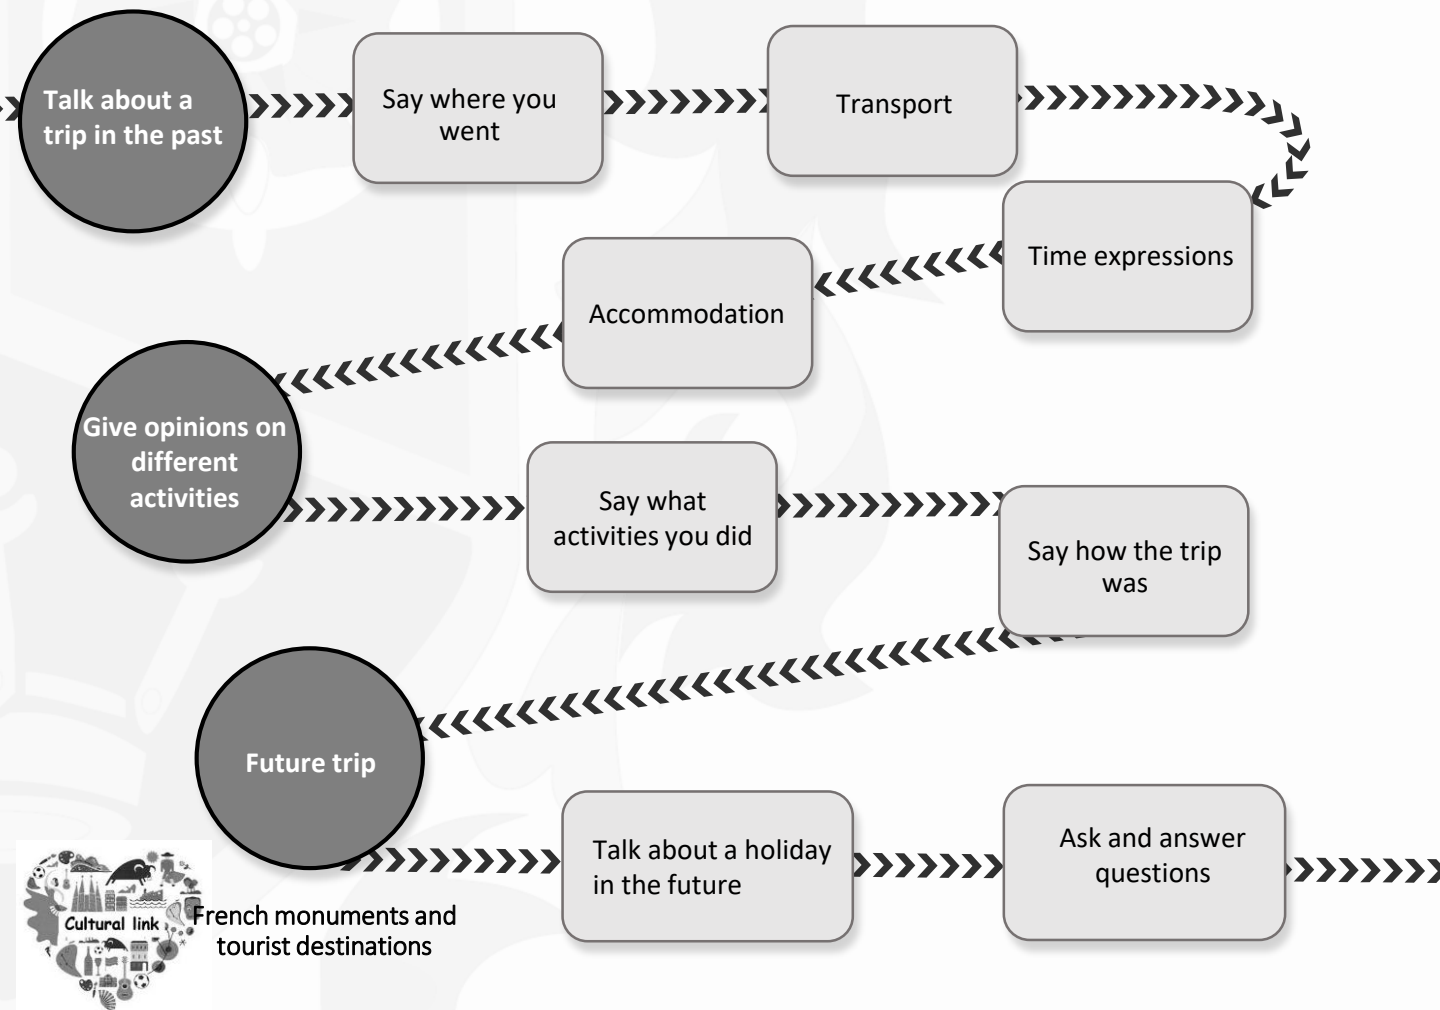 Talk about a
trip in the past
Say where you
went
Transport
Time expressions
Accommodation
Give opinions on
different
activities
Say what
activities you did
Say how the trip
was
Future trip
Talk about a holiday
in the future
Ask and answer
questions
Cultural link
French monuments and
tourist destinations